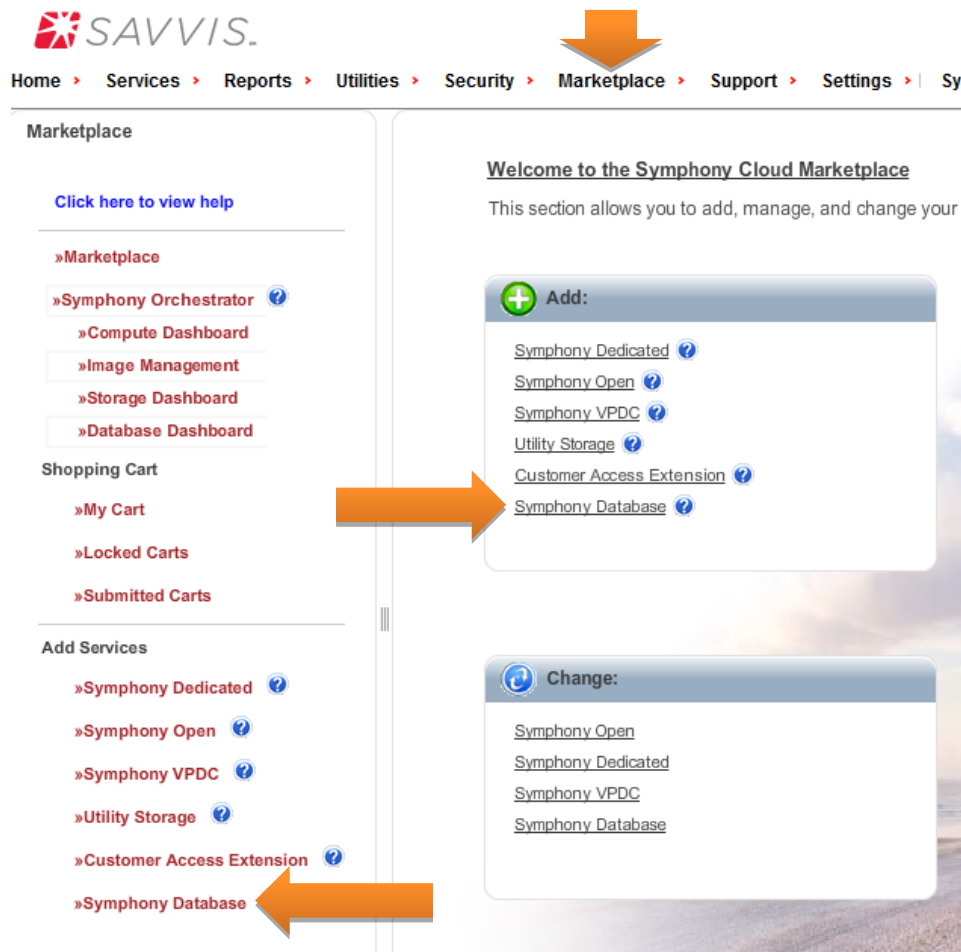 SAVVIS.
Home > Services > Reports > Utilities > Security > Marketplace > Support > Settings > | Sy
Marketplace
Click here to view help
»Marketplace
»Symphony Orchestrator ?
»Compute Dashboard
»Image Management
»Storage Dashboard
»Database Dashboard
Shopping Cart
»My Cart
»Locked Carts
»Submitted Carts
Add Services
»Symphony Dedicated ?
»Symphony Open ?
»Symphony VPDC ?
»Utility Storage ?
»Customer Access Extension ?
»Symphony Database
Welcome to the Symphony Cloud Marketplace
This section allows you to add, manage, and change your
Add:
Symphony Dedicated ?
Symphony Open ?
Symphony VPDC ?
Utility Storage ?
Customer Access Extension ?
Symphony Database ?
Change:
Symphony Open
Symphony Dedicated
Symphony VPDC
Symphony Database